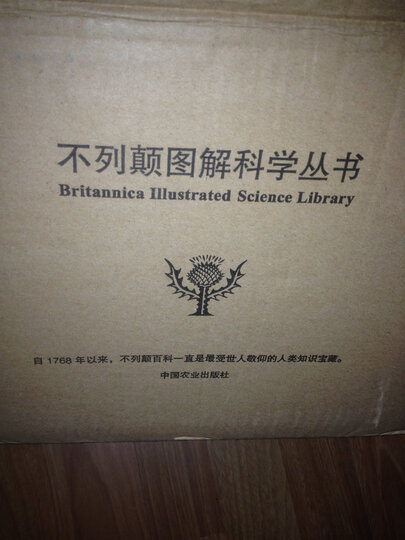 不列颠图解科学丛书
Britannica Illustrated Science Library
自 1768 年以来，不列颠百科一直是最受世人敬仰的人类知识宝藏。
中国农业出版社